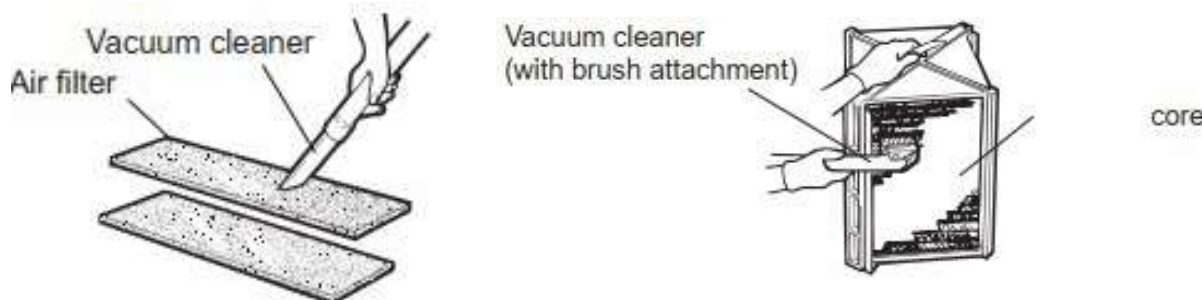 Vacuum cleaner
Air filter
Vacuum cleaner
(with brush attachment)
core